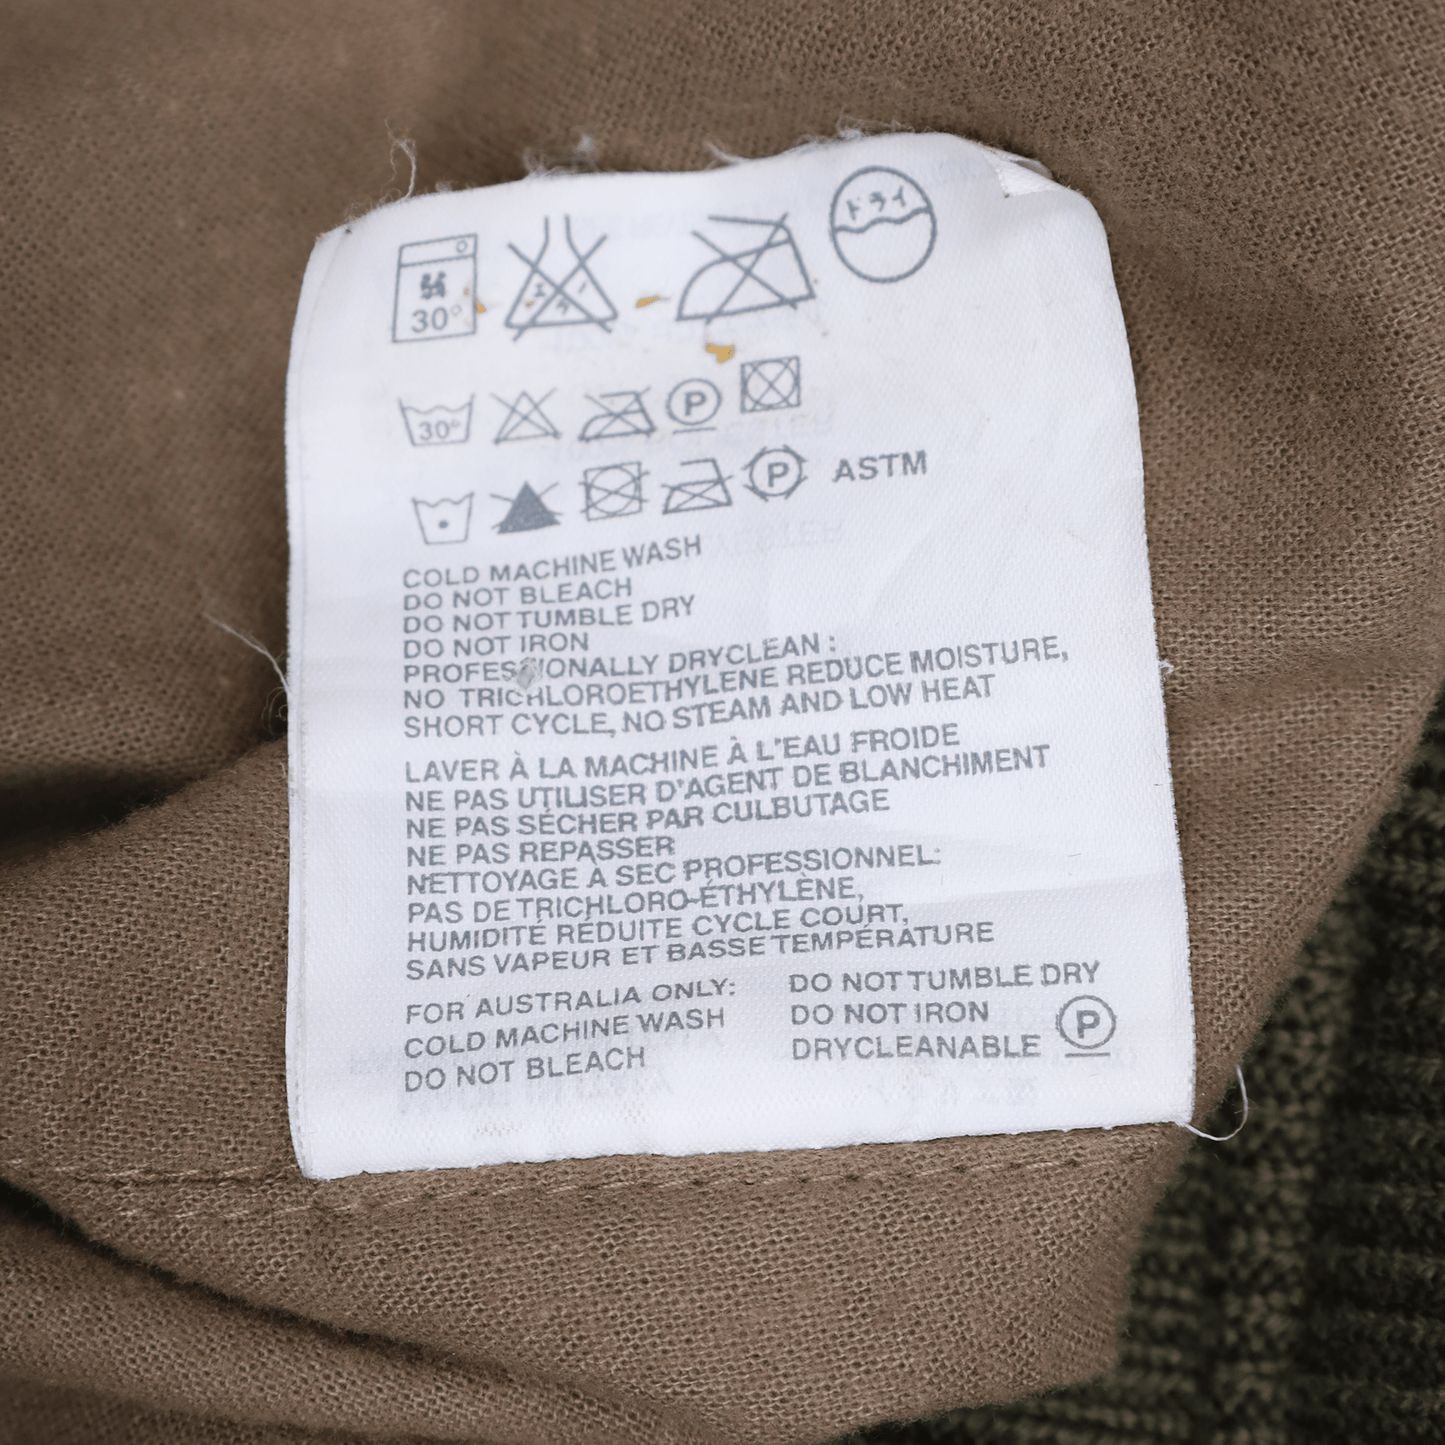 弱
30°
エンソ
ドライ
30°
P
P ASTM
COLD MACHINE WASH
DO NOT BLEACH
DO NOT TUMBLE DRY
DO NOT IRON
PROFESSIONALLY DRYCLEAN :
NO TRICHLOROETHYLENE REDUCE MOISTURE,
SHORT CYCLE, NO STEAM AND LOW HEAT
LAVER À LA MACHINE À L'EAU FROIDE
NE PAS UTILISER D'AGENT DE BLANCHIMENT
NE PAS SÉCHER PAR CULBUTAGE
NE PAS REPASSER
NETTOYAGE À SEC PROFESSIONNEL:
PAS DE TRICHLORO-ÉTHYLÈNE,
HUMIDITÉ RÉDUITE CYCLE COURT,
SANS VAPEUR ET BASSE TEMPÉRATURE
FOR AUSTRALIA ONLY:
COLD MACHINE WASH
DO NOT BLEACH
DO NOT TUMBLE DRY
DO NOT IRON
DRYCLEANABLE P